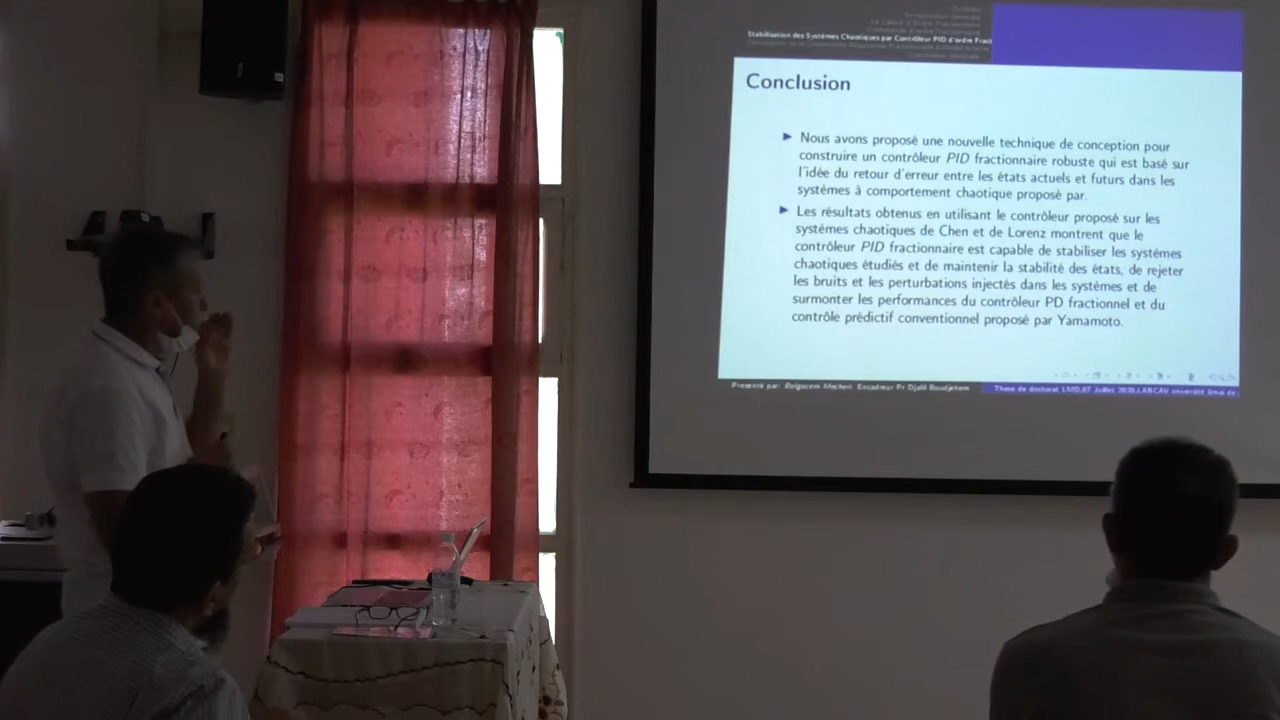 Stabilisation des Systèmes Chaotiques par Contrôleur PID d'ordre Fract
Conclusion
Nous avons proposé une nouvelle technique de conception pour
construire un contrôleur PID fractionnaire robuste qui est basé sur
l'idée du retour d'erreur entre les états actuels et futurs dans les
systèmes à comportement chaotique proposé par.
Les résultats obtenus en utilisant le contrôleur proposé sur les
systèmes chaotiques de Chen et de Lorenz montrent que le
contrôleur PID fractionnaire est capable de stabiliser les systèmes
chaotiques étudiés et de maintenir la stabilité des états, de rejeter
les bruits et les perturbations injectés dans les systèmes et de
surmonter les performances du contrôleur PD fractionnel et du
contrôle prédictif conventionnel proposé par Yamamoto.
Presenté par: Belgacem Mecheri Encadreur Pr Djalil Boudjehem
These de doctorat LMD,07 Juillet 2020,LABCAV université